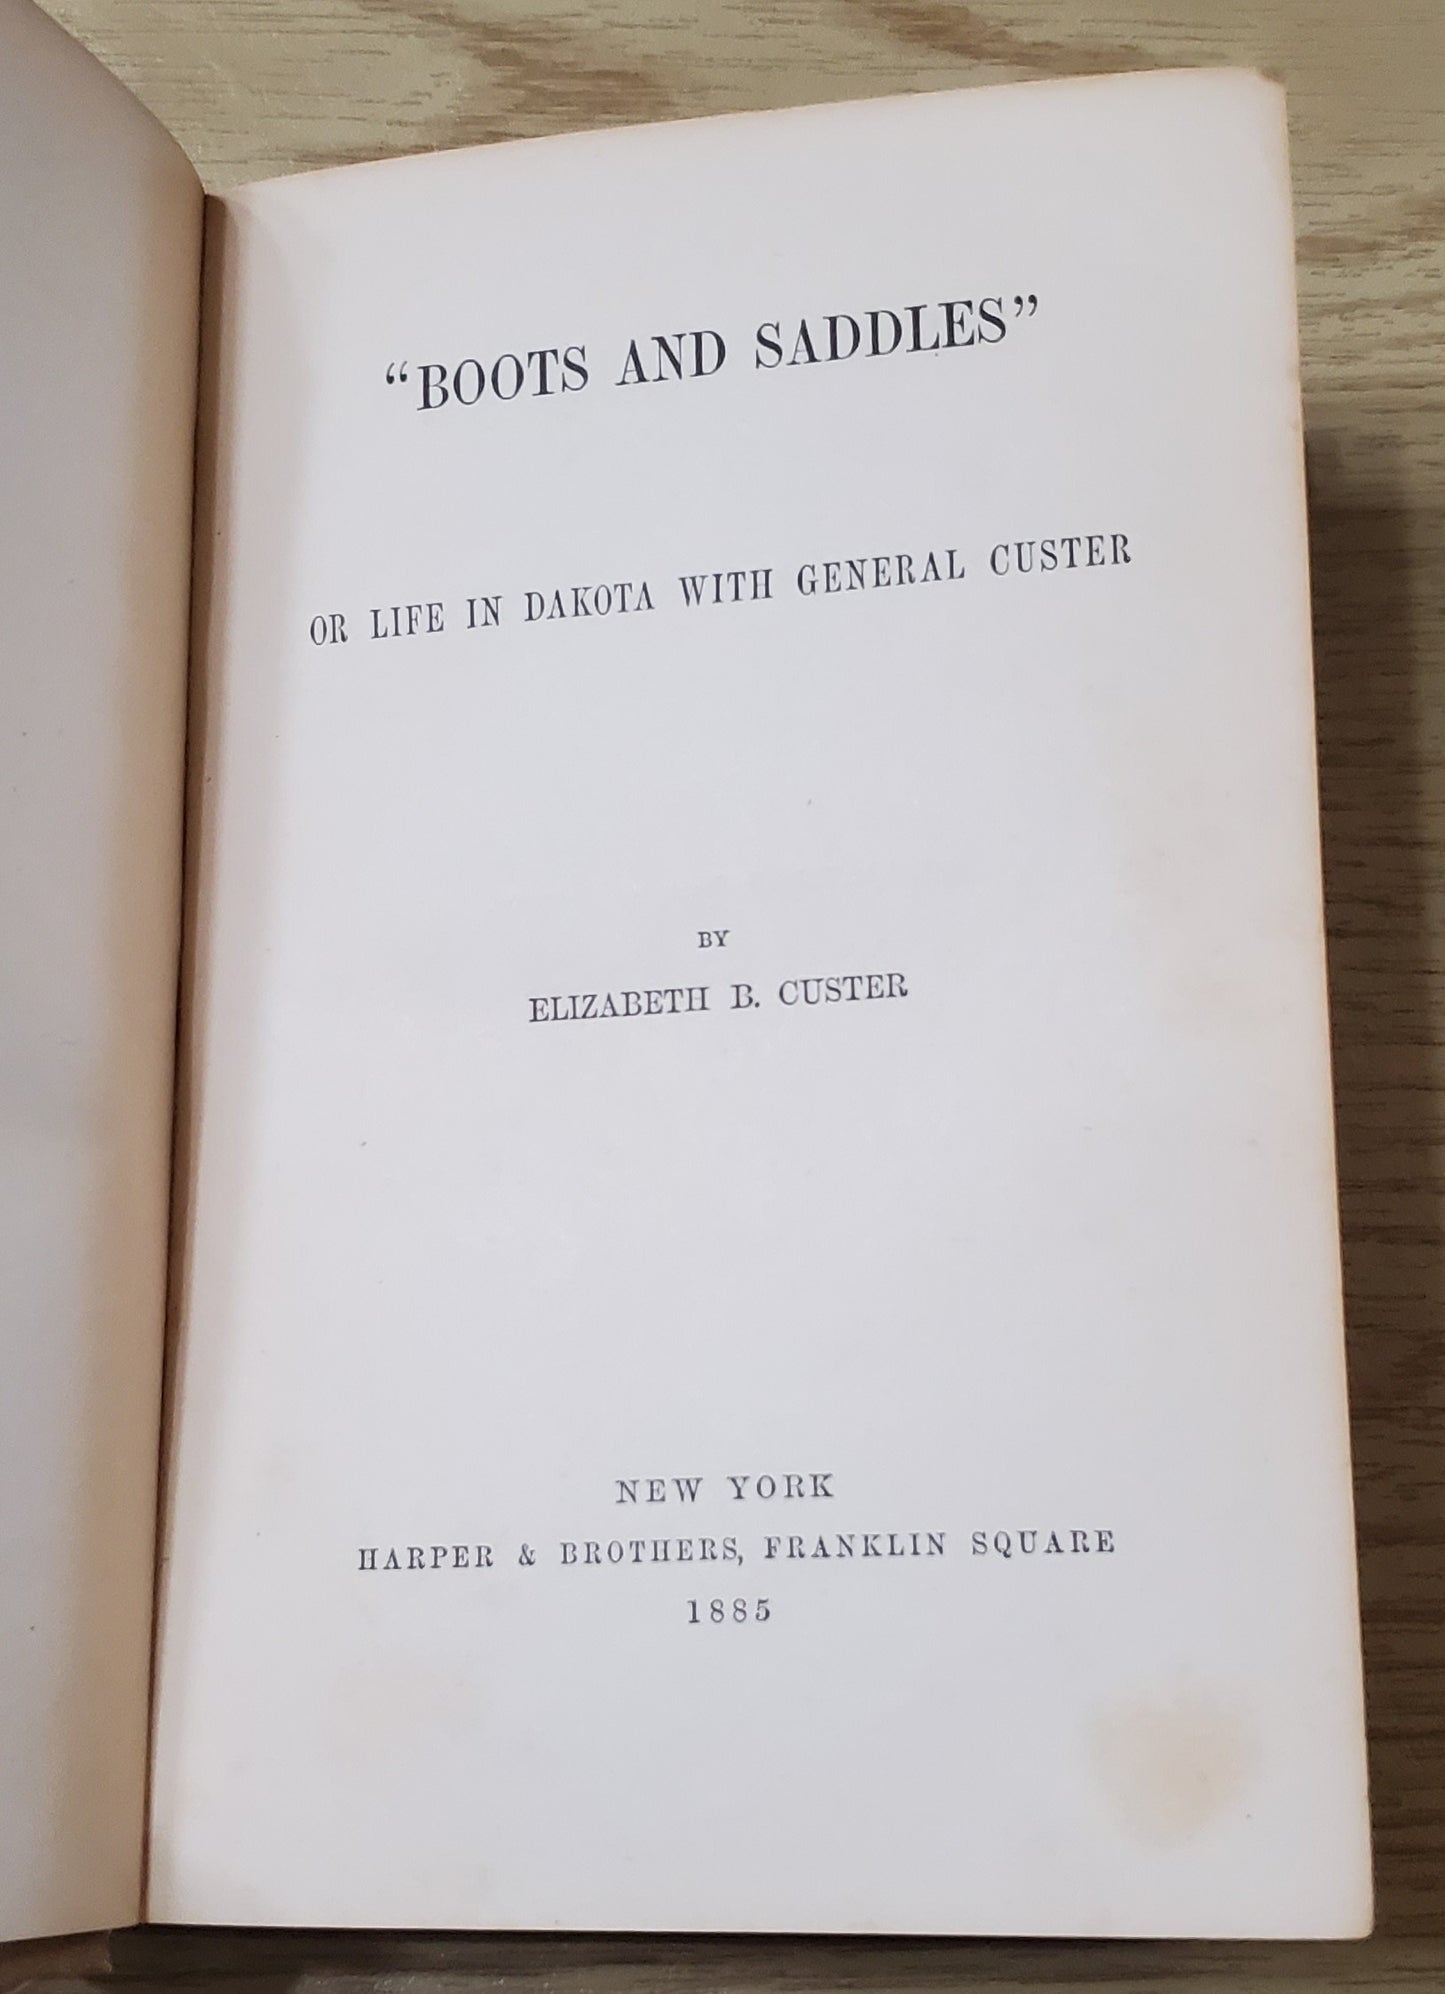 “BOOTS AND SADDLES”
OR LIFE IN DAKOTA WITH GENERAL CUSTER
BY
ELIZABETH B. CUSTER
NEW YORK
HARPER & BROTHERS, FRANKLIN SQUARE
1885